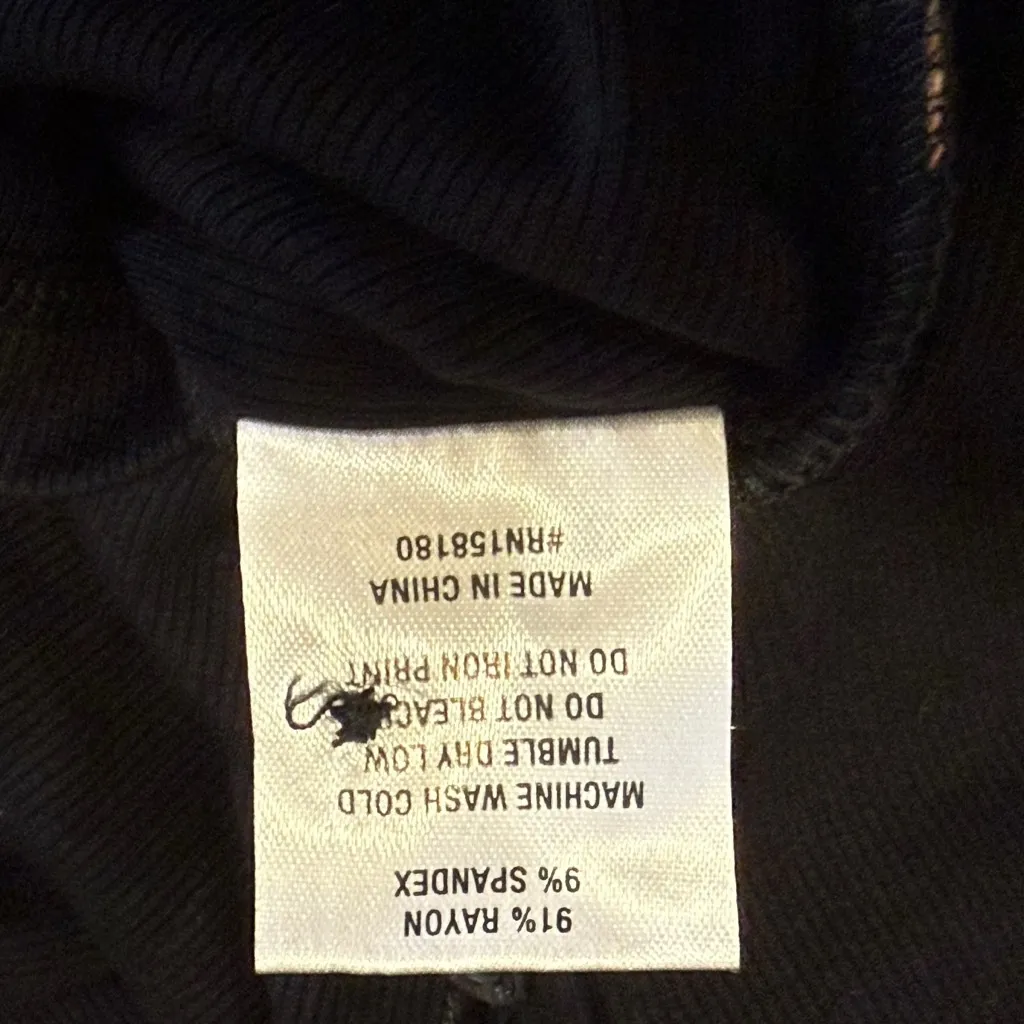 91% RAYON
9% SPANDEX
MACHINE WASH COLD
TUMBLE DRY LOW
DO NOT BLEACH
DO NOT IRON PRINT
MADE IN CHINA
#RN158180